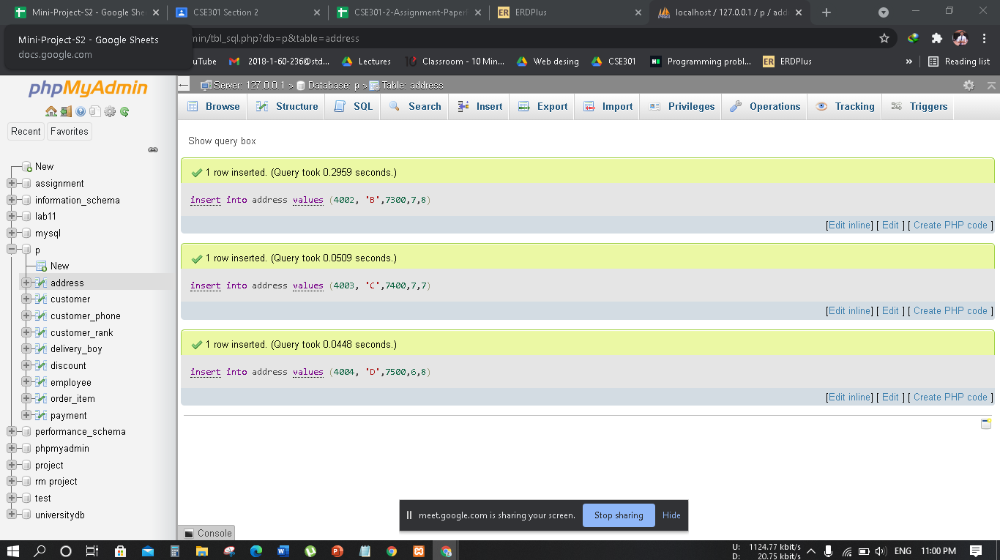 Mini-Project-S2 - Google She
CSE301 Section 2
CSE301-2-Assignment-Paper
ERDPlus
localhost / 127.0.0.1 / p / add
Mini-Project-S2 - Google Sheets
docs.google.com
min/tbl_sql.php?db=p&table=address
uTube
2018-1-60-236@std...
Lectures
Classroom - 10 Min...
Web desing
CSE301
Programming probl...
ERDPlus
»
Reading list
phpMyAdmin
Server: 127.0.0.1 » Database: p » Table: address
Browse
Structure
SQL
Search
Insert
Export
Import
Privileges
Operations
Tracking
Triggers
Recent
Favorites
New
assignment
information_schema
lab11
mysql
p
New
address
customer
customer_phone
customer_rank
delivery_boy
discount
employee
order_item
payment
performance_schema
phpmyadmin
project
rm project
test
universitydb
Show query box
1 row inserted. (Query took 0.2959 seconds.)
insert into address values (4002, 'B',7300,7,8)
[Edit inline] [ Edit ] [ Create PHP code ]
1 row inserted. (Query took 0.0509 seconds.)
insert into address values (4003, 'C',7400,7,7)
[Edit inline] [ Edit ] [ Create PHP code ]
1 row inserted. (Query took 0.0448 seconds.)
insert into address values (4004, 'D',7500,6,8)
[Edit inline] [ Edit ] [ Create PHP code ]
meet.google.com is sharing your screen.
Stop sharing
Hide
Console
U: 1124.77 kbit/s
D: 20.75 kbit/s
ENG
11:00 PM